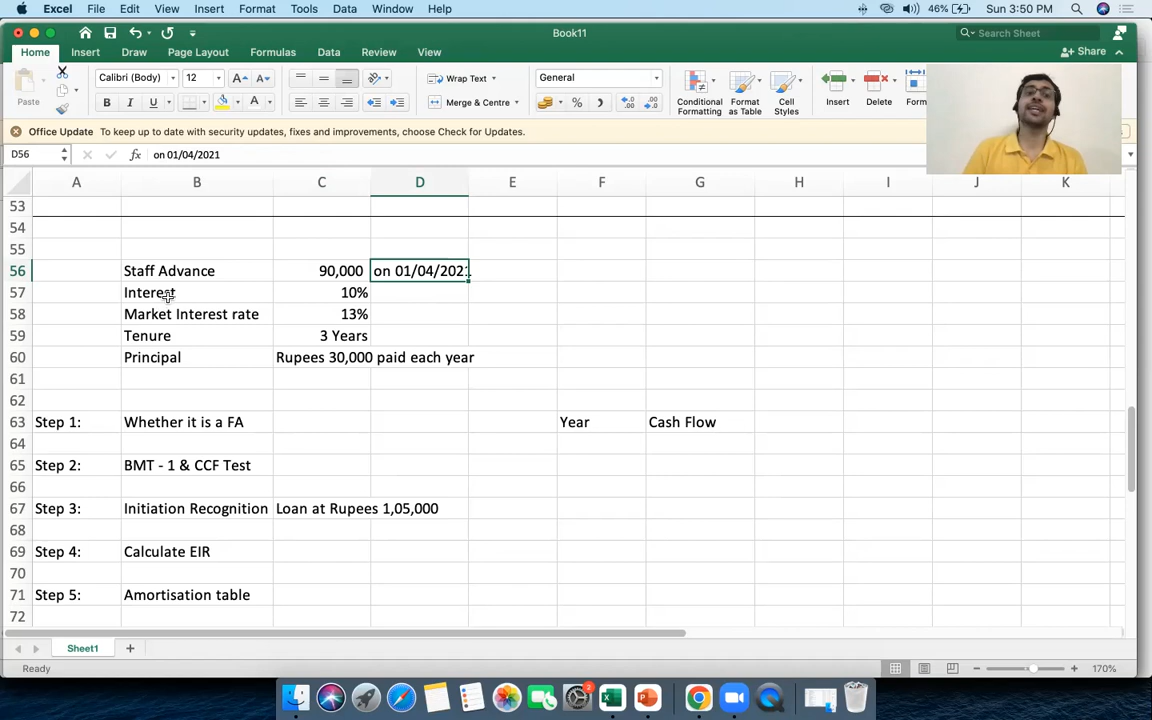 Excel File Edit View Insert Format Tools Data Window Help 46% Sun 3:50 PM
Book11 Search Sheet
Home Insert Draw Page Layout Formulas Data Review View Share
Paste Calibri (Body) 12 A A Wrap Text General
B I U A Merge & Centre % Conditional Formatting Format as Table Cell Styles Insert Delete Form
Office Update To keep up to date with security updates, fixes and improvements, choose Check for Updates.
D56 fx on 01/04/2021
A B C D E F G H I J K
53
54
55
56 Staff Advance 90,000 on 01/04/2021
57 Interest 10%
58 Market Interest rate 13%
59 Tenure 3 Years
60 Principal Rupees 30,000 paid each year
61
62
63 Step 1: Whether it is a FA Year Cash Flow
64
65 Step 2: BMT - 1 & CCF Test
66
67 Step 3: Initiation Recognition Loan at Rupees 1,05,000
68
69 Step 4: Calculate EIR
70
71 Step 5: Amortisation table
72
Sheet1 +
Ready 170%
2